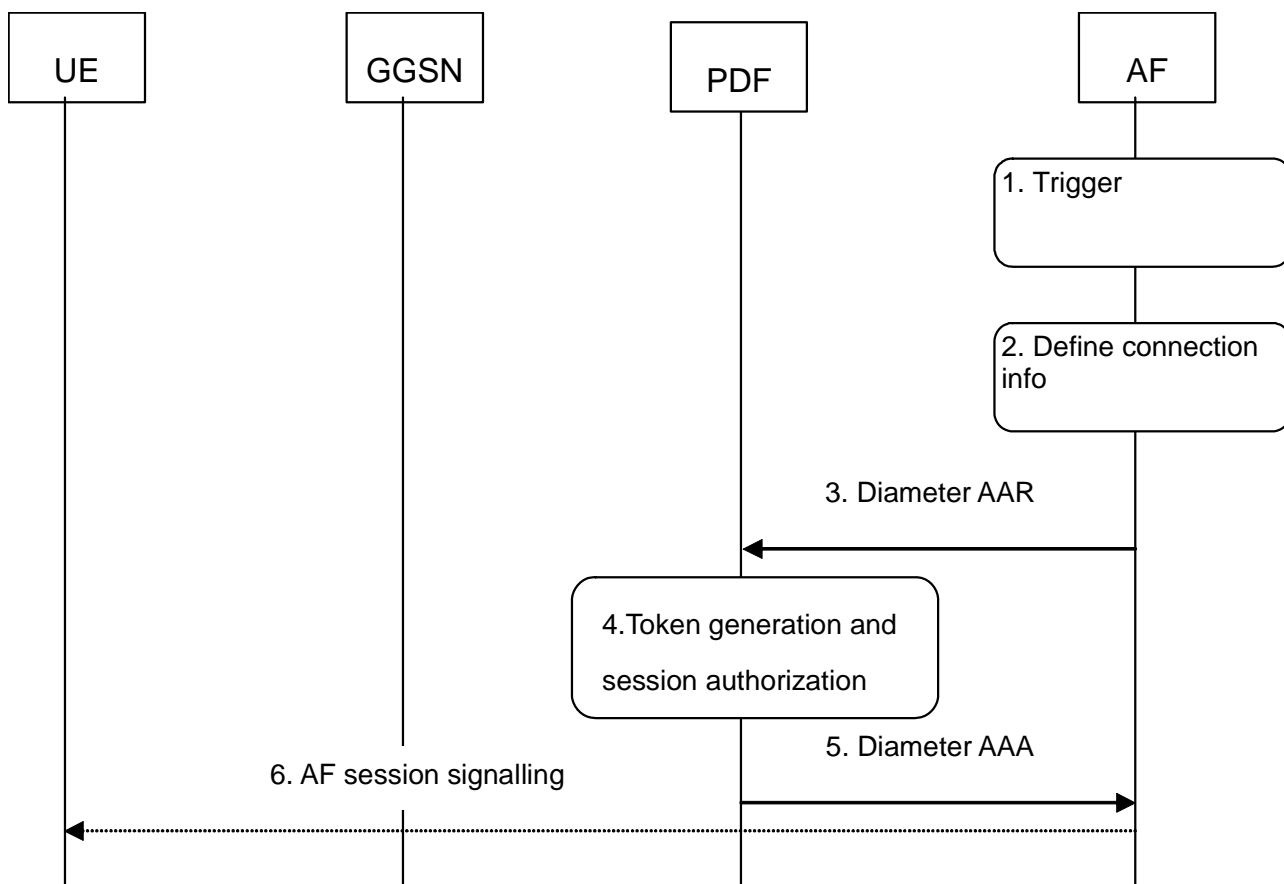 UE
GGSN
PDF
AF
1. Trigger
2. Define connection
info
3. Diameter AAR
4.Token generation and
session authorization
5. Diameter AAA
6. AF session signalling